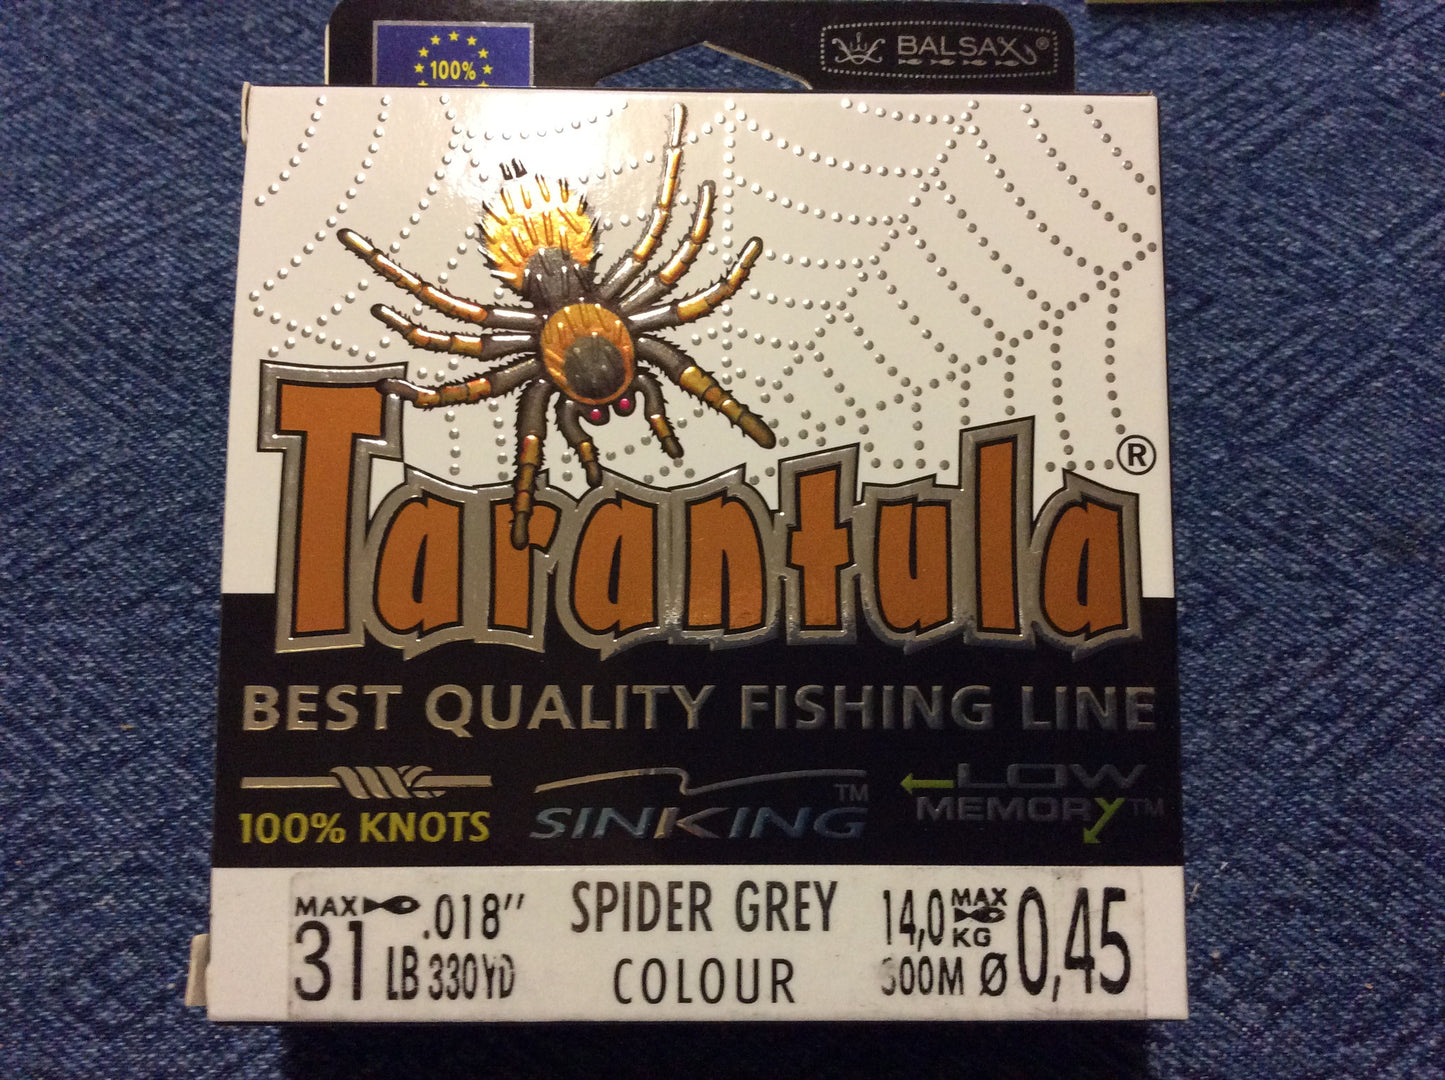 100%
BALSAX®
Tarantula®
BEST QUALITY FISHING LINE
100% KNOTS
SINKING™
LOW
MEMORY™
MAX .018"
31 LB 330YD
SPIDER GREY
COLOUR
14,0 MAX
KG
300M Ø 0,45